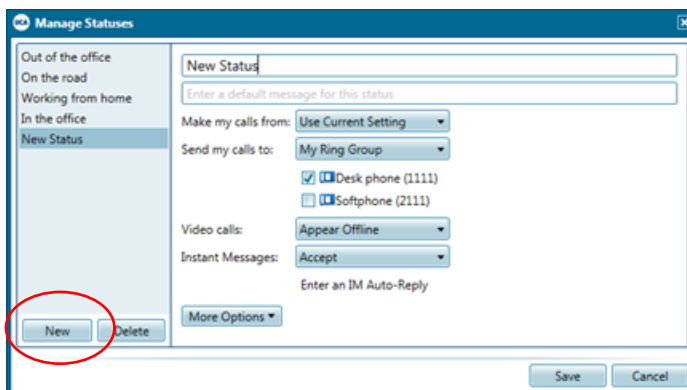 UCA Manage Statuses
Out of the office
On the road
Working from home
In the office
New Status
New
Delete
New Status
Enter a default message for this status
Make my calls from: Use Current Setting
Send my calls to: My Ring Group
Desk phone (1111)
Softphone (2111)
Video calls: Appear Offline
Instant Messages: Accept
Enter an IM Auto-Reply
More Options
Save
Cancel